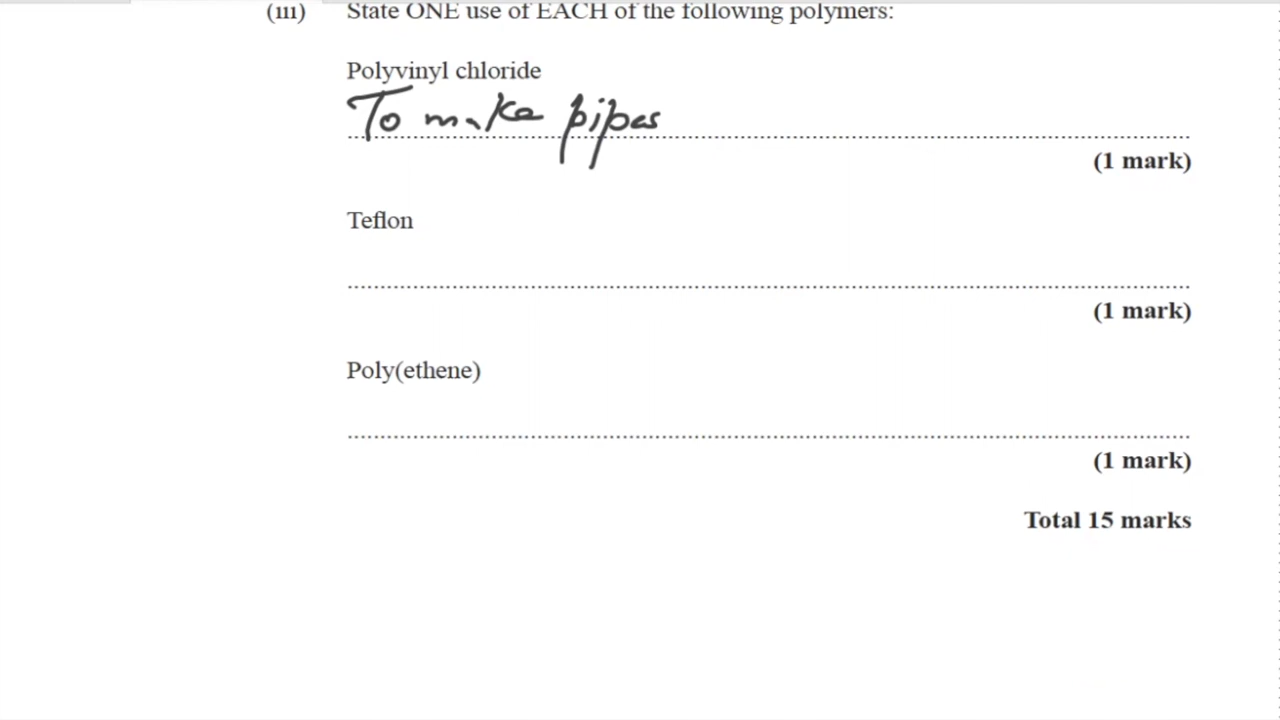 (iii) State ONE use of EACH of the following polymers:
Polyvinyl chloride
To make pipes
(1 mark)
Teflon
(1 mark)
Poly(ethene)
(1 mark)
Total 15 marks